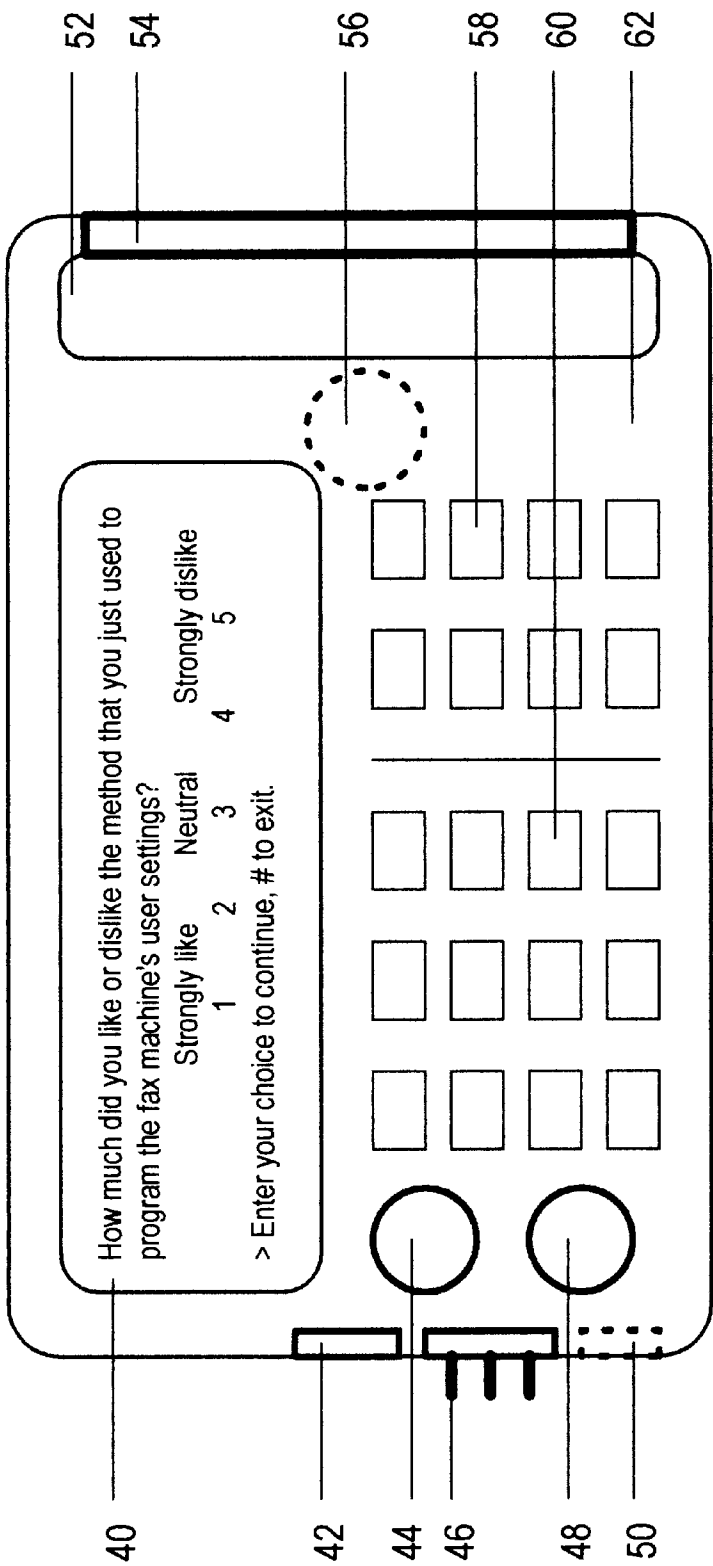 52
54
56
58
60
62
How much did you like or dislike the method that you just used to
program the fax machine's user settings?
Strongly like Neutral Strongly dislike
1 2 3 4 5
> Enter your choice to continue, # to exit.
40
42
44
46
48
50